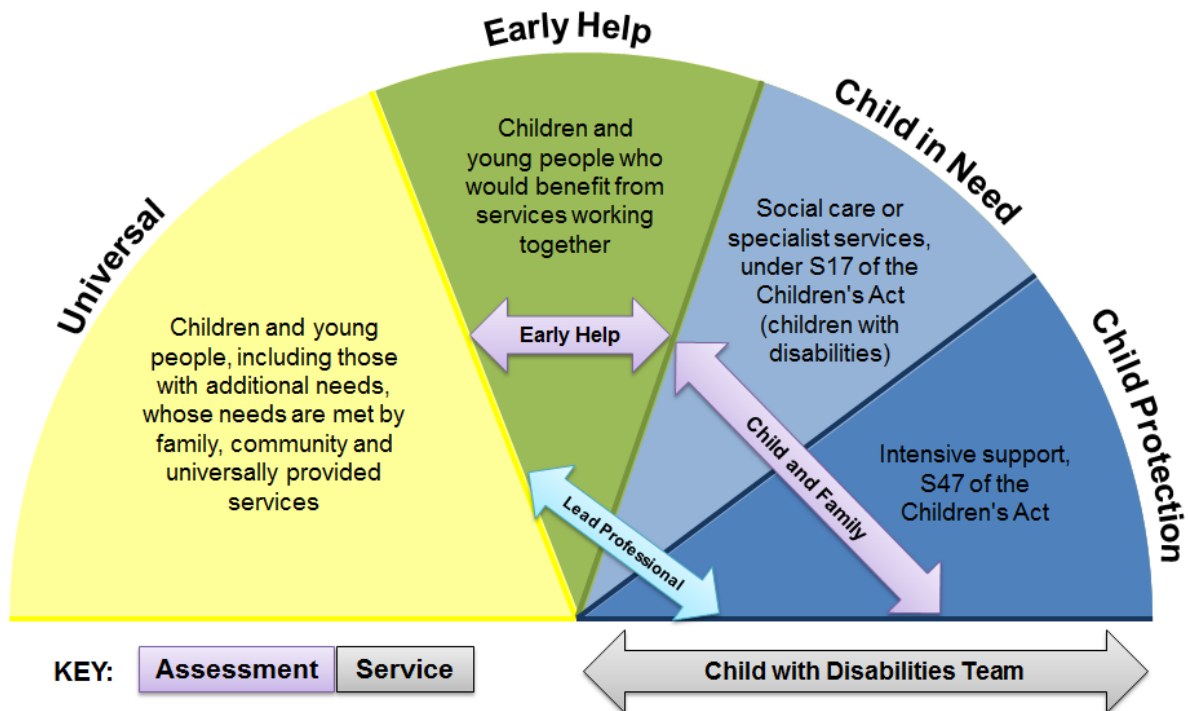 Early Help
Child in Need
Universal
Child Protection
Children and
young people who
would benefit from
services working
together
Social care or
specialist services,
under S17 of the
Children's Act
(children with
disabilities)
Children and young
people, including those
with additional needs,
whose needs are met by
family, community and
universally provided
services
Early Help
Child and Family
Intensive support,
S47 of the
Children's Act
Lead Professional
KEY:
Assessment
Service
Child with Disabilities Team